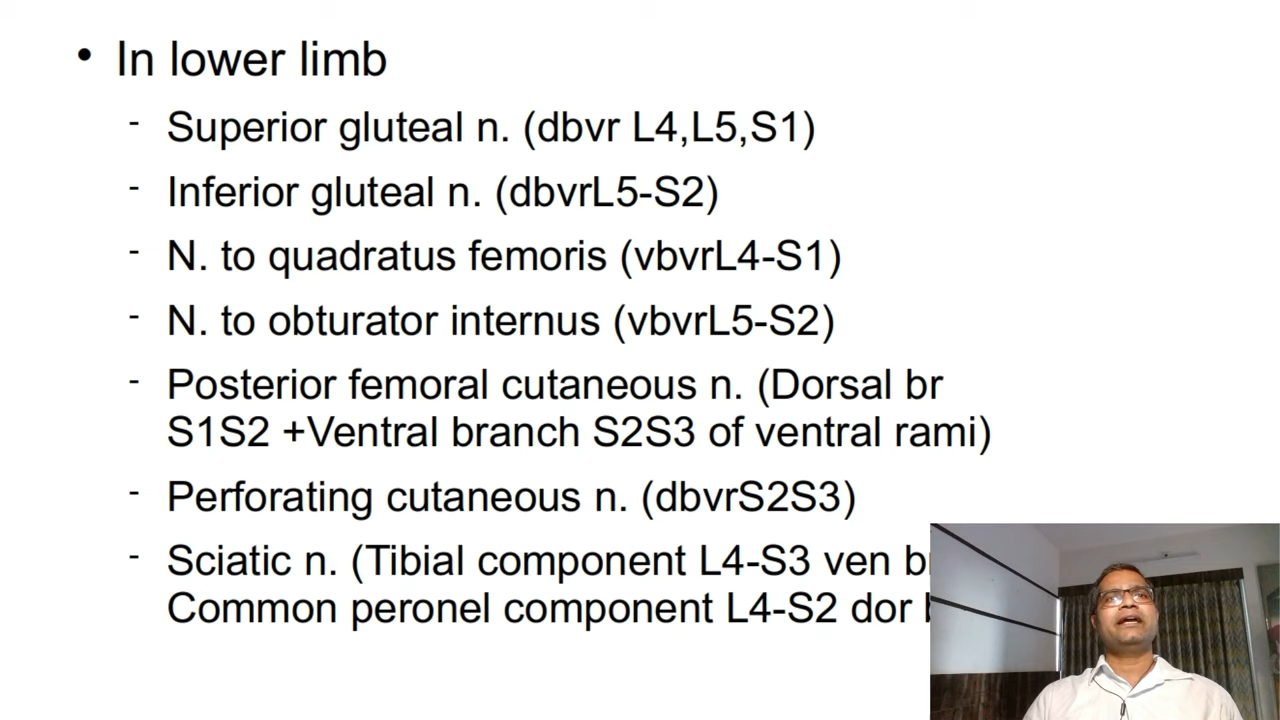 • In lower limb
- Superior gluteal n. (dbvr L4,L5,S1)
- Inferior gluteal n. (dbvrL5-S2)
- N. to quadratus femoris (vbvrL4-S1)
- N. to obturator internus (vbvrL5-S2)
- Posterior femoral cutaneous n. (Dorsal br
S1S2 +Ventral branch S2S3 of ventral rami)
- Perforating cutaneous n. (dbvrS2S3)
- Sciatic n. (Tibial component L4-S3 ven
Common peronel component L4-S2 dor